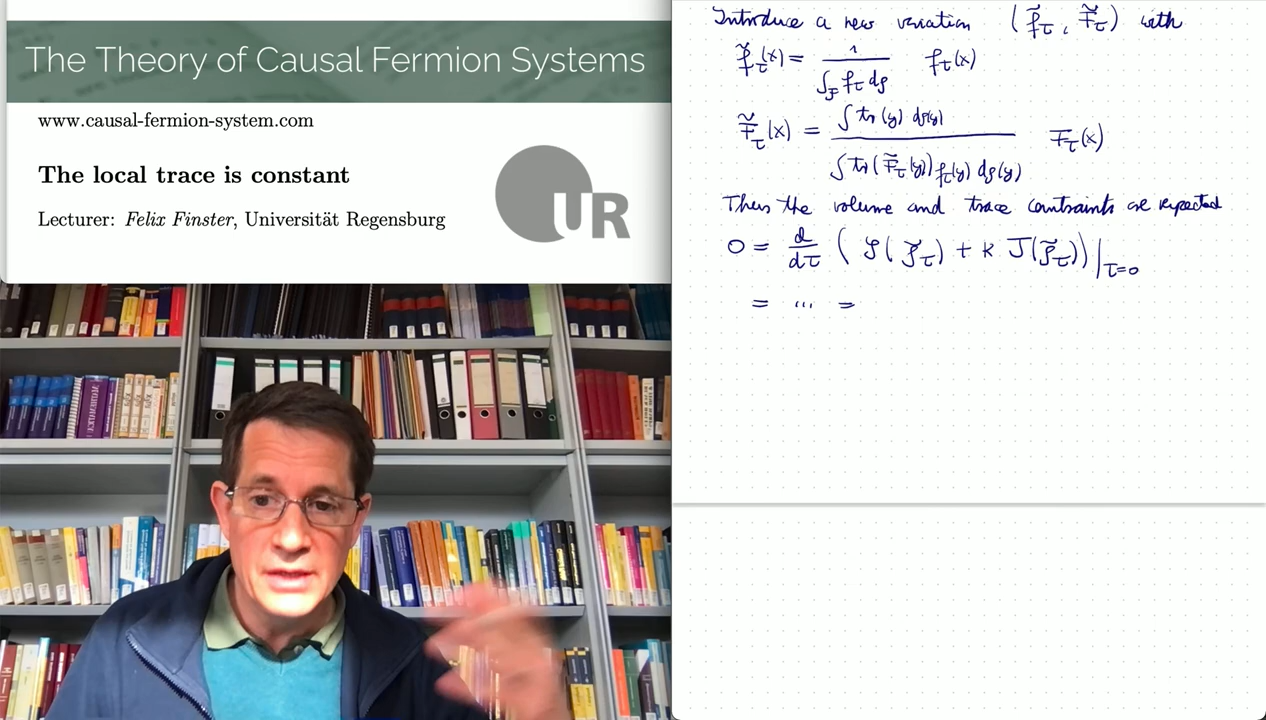 The Theory of Causal Fermion Systems
www.causal-fermion-system.com
The local trace is constant
Lecturer: Felix Finster, Universität Regensburg
UR
Introduce a new variation (f̃_τ, F̃_τ) with
f̃_τ(x) = 1 / ∫_F f_τ dρ f_τ(x)
F̃_τ(x) = ∫ tr(y) dρ(y) / ∫ tr(F̃_τ(y)) f_τ(y) dρ(y) F_τ(x)
Then the volume and trace constraints are respected
0 = d/dτ ( S(ρ̃_τ) + κ T(ρ̃_τ) ) |_τ=0
= ... =